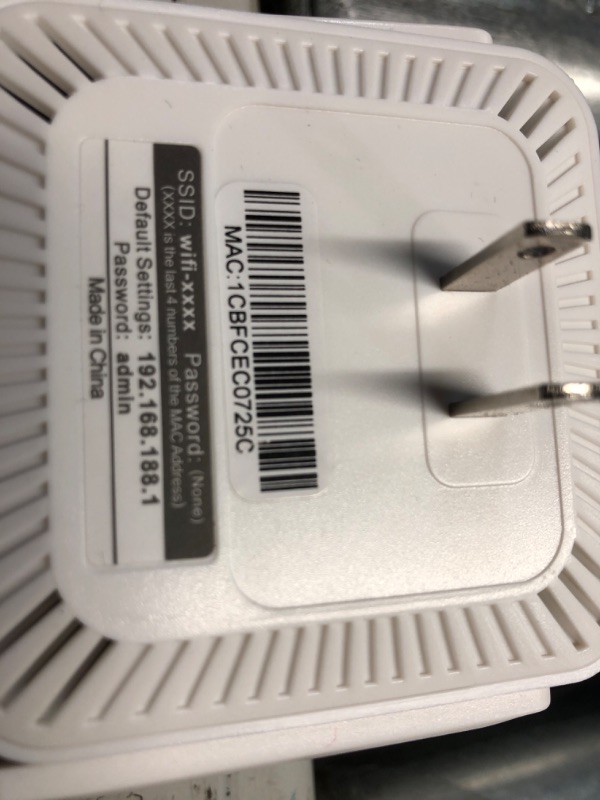 SSID: wifi-xxxx Password: (None)
(XXXX is the last 4 numbers of the MAC Address)
Default Settings: 192.168.188.1
Password: admin
Made in China
MAC:1CBFCEC0725C